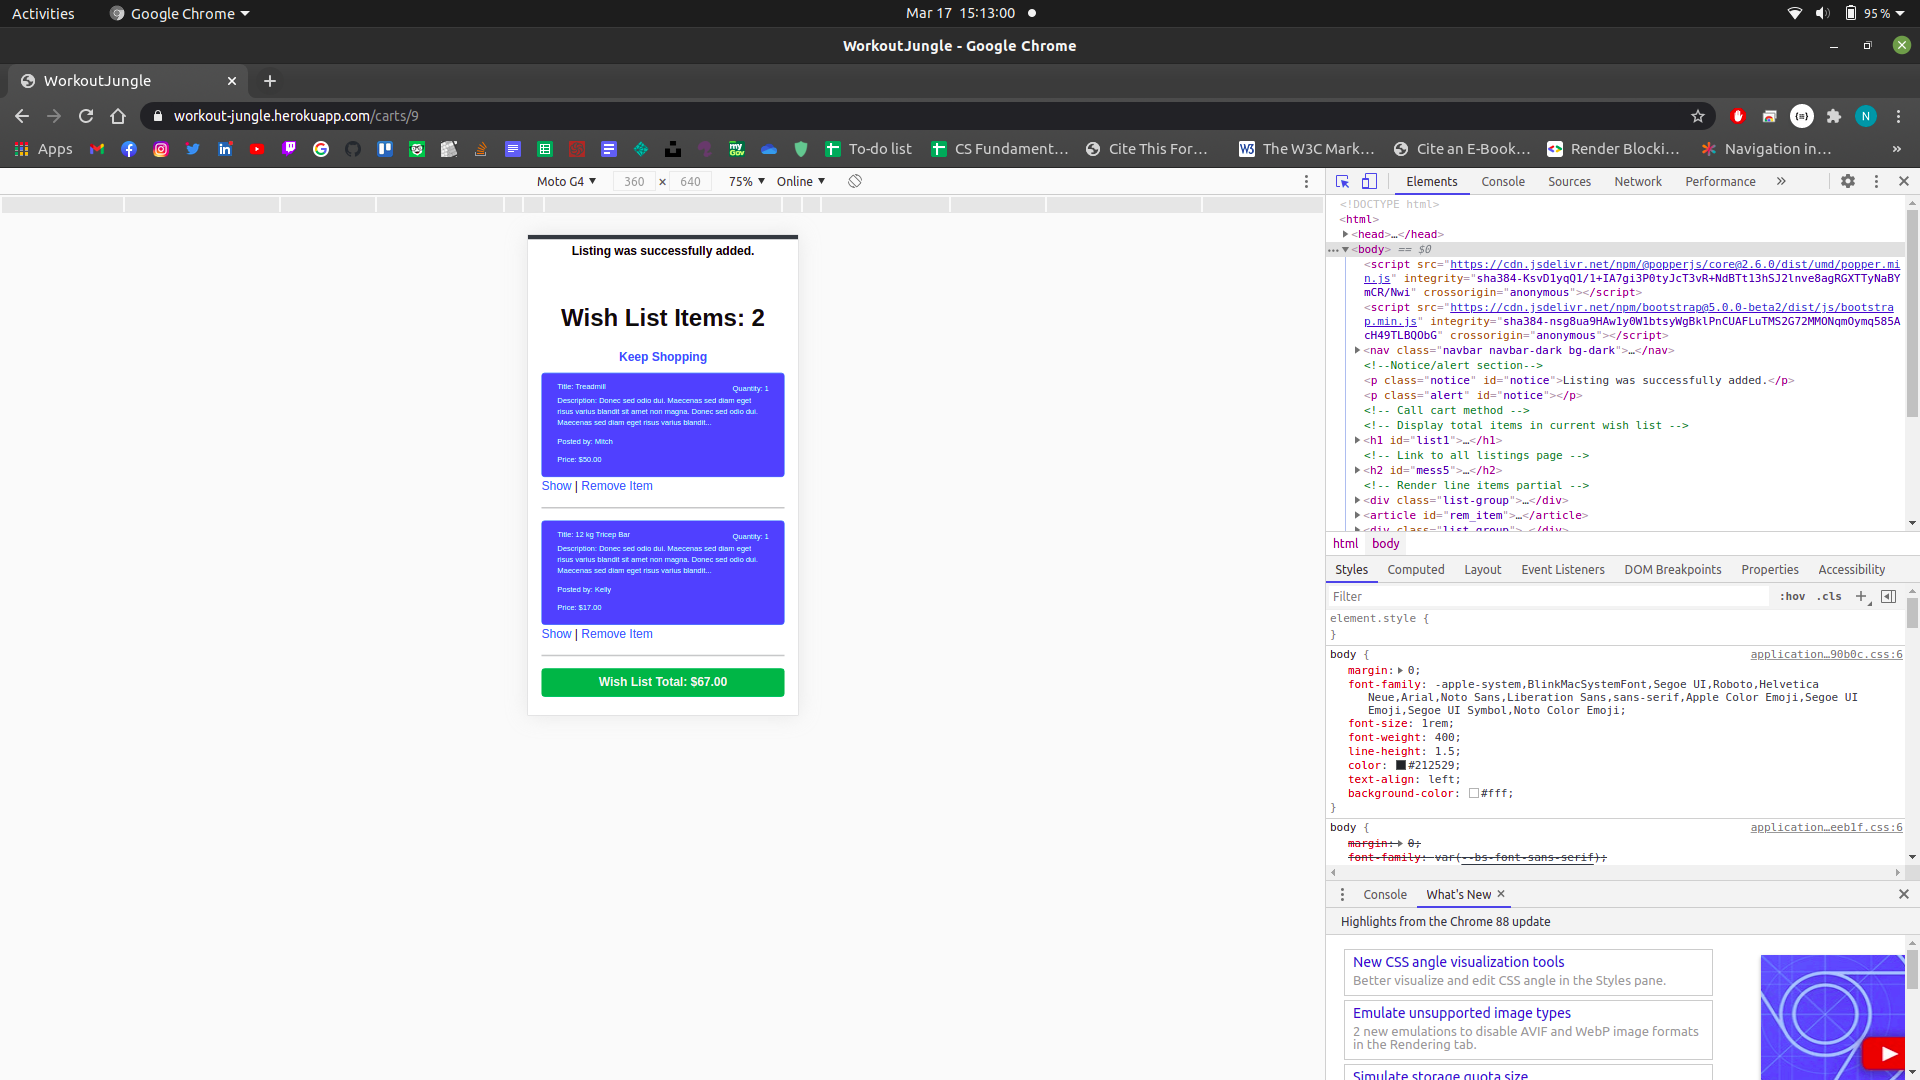 Activities
Google Chrome
Mar 17 15:13:00
95 %
WorkoutJungle - Google Chrome
WorkoutJungle
workout-jungle.herokuapp.com/carts/9
N
Apps
To-do list
CS Fundament...
Cite This For...
The W3C Mark...
Cite an E-Book...
Render Blocki...
Navigation in...
»
Moto G4 360 × 640 75% Online
Elements Console Sources Network Performance »
Listing was successfully added.
Wish List Items: 2
Keep Shopping
Title: Treadmill
Quantity: 1
Description: Donec sed odio dui. Maecenas sed diam eget
risus varius blandit sit amet non magna. Donec sed odio dui.
Maecenas sed diam eget risus varius blandit...
Posted by: Mitch
Price: $50.00
Show | Remove Item
Title: 12 kg Tricep Bar
Quantity: 1
Description: Donec sed odio dui. Maecenas sed diam eget
risus varius blandit sit amet non magna. Donec sed odio dui.
Maecenas sed diam eget risus varius blandit...
Posted by: Kelly
Price: $17.00
Show | Remove Item
Wish List Total: $67.00
<!DOCTYPE html>
<html>
<head>…</head>
<body> == $0
<script src="https://cdn.jsdelivr.net/npm/@popperjs/core@2.6.0/dist/umd/popper.mi
n.js" integrity="sha384-KsvD1yqQ1/1+IA7gi3P0tyJcT3vR+NdBTt13hSJ2lnve8agRGXTTyNaBY
mCR/Nwi" crossorigin="anonymous"></script>
<script src="https://cdn.jsdelivr.net/npm/bootstrap@5.0.0-beta2/dist/js/bootstra
p.min.js" integrity="sha384-nsg8ua9HAw1y0W1btsyWgBklPnCUAFLuTMS2G72MMONqmOymq585A
cH49TLBQObG" crossorigin="anonymous"></script>
<nav class="navbar navbar-dark bg-dark">…</nav>
<!--Notice/alert section-->
<p class="notice" id="notice">Listing was successfully added.</p>
<p class="alert" id="notice"></p>
<!-- Call cart method -->
<!-- Display total items in current wish list -->
<h1 id="list1">…</h1>
<!-- Link to all listings page -->
<h2 id="mess5">…</h2>
<!-- Render line items partial -->
<div class="list-group">…</div>
<article id="rem_item">…</article>
<div class="list-group">…</div>
html body
Styles Computed Layout Event Listeners DOM Breakpoints Properties Accessibility
Filter
:hov .cls
element.style {
}
body {
application…90b0c.css:6
margin: 0;
font-family: -apple-system,BlinkMacSystemFont,Segoe UI,Roboto,Helvetica
Neue,Arial,Noto Sans,Liberation Sans,sans-serif,Apple Color Emoji,Segoe UI
Emoji,Segoe UI Symbol,Noto Color Emoji;
font-size: 1rem;
font-weight: 400;
line-height: 1.5;
color: #212529;
text-align: left;
background-color: #fff;
}
body {
application…eeb1f.css:6
margin: 0;
font-family: var(--bs-font-sans-serif);
Console What's New
Highlights from the Chrome 88 update
New CSS angle visualization tools
Better visualize and edit CSS angle in the Styles pane.
Emulate unsupported image types
2 new emulations to disable AVIF and WebP image formats
in the Rendering tab.
Simulate storage quota size